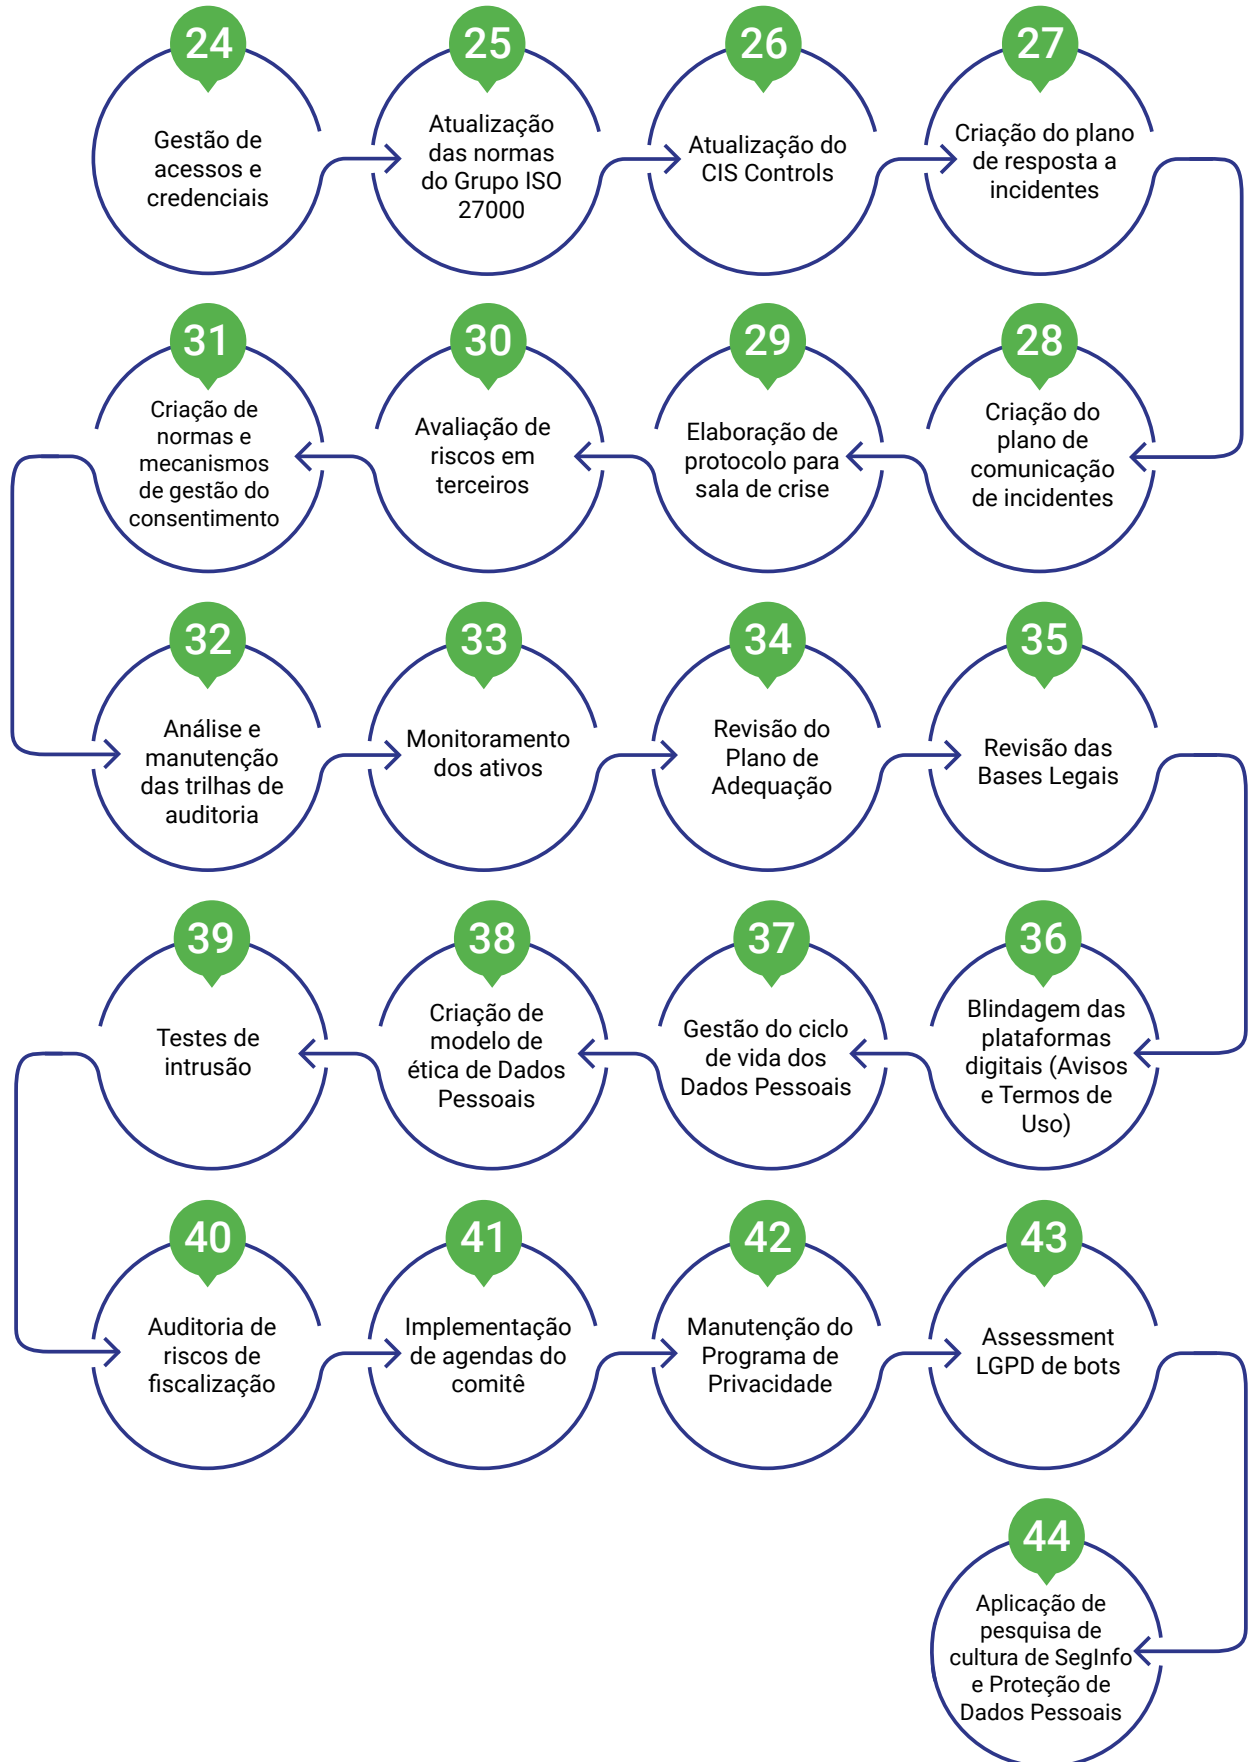 24
Gestão de
acessos e
credenciais
25
Atualização
das normas
do Grupo ISO
27000
26
Atualização do
CIS Controls
27
Criação do plano
de resposta a
incidentes
28
Criação do
plano de
comunicação
de incidentes
29
Elaboração de
protocolo para
sala de crise
30
Avaliação de
riscos em
terceiros
31
Criação de
normas e
mecanismos
de gestão do
consentimento
32
Análise e
manutenção
das trilhas de
auditoria
33
Monitoramento
dos ativos
34
Revisão do
Plano de
Adequação
35
Revisão das
Bases Legais
36
Blindagem das
plataformas
digitais (Avisos
e Termos de
Uso)
37
Gestão do ciclo
de vida dos
Dados Pessoais
38
Criação de
modelo de
ética de Dados
Pessoais
39
Testes de
intrusão
40
Auditoria de
riscos de
fiscalização
41
Implementação
de agendas do
comitê
42
Manutenção do
Programa de
Privacidade
43
Assessment
LGPD de bots
44
Aplicação de
pesquisa de
cultura de SegInfo
e Proteção de
Dados Pessoais